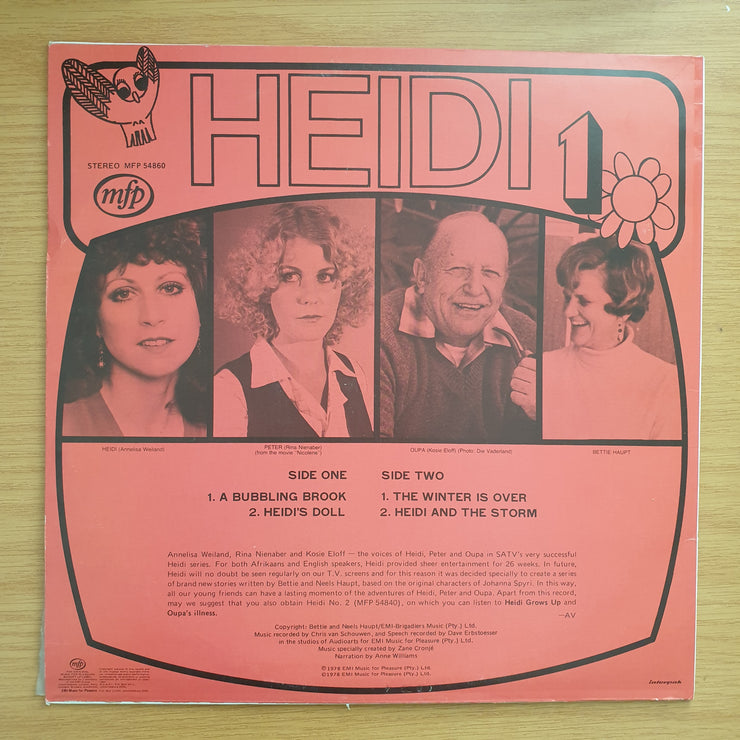 HEIDI 1
STEREO MFP 54860
mfp
HEIDI (Annelisa Weiland)
PETER (Rina Nienaber)
(from the movie "Nicolene")
OUPA (Kosie Eloff) (Photo: Die Vaderland)
BETTIE HAUPT
SIDE ONE
1. A BUBBLING BROOK
2. HEIDI'S DOLL
SIDE TWO
1. THE WINTER IS OVER
2. HEIDI AND THE STORM
Annelisa Weiland, Rina Nienaber and Kosie Eloff — the voices of Heidi, Peter and Oupa in SATV's very successful
Heidi series. For both Afrikaans and English speakers, Heidi provided sheer entertainment for 26 weeks. In future,
Heidi will no doubt be seen regularly on our T.V. screens and for this reason it was decided specially to create a series
of brand new stories written by Bettie and Neels Haupt, based on the original characters of Johanna Spyri. In this way,
all our young friends can have a lasting momento of the adventures of Heidi, Peter and Oupa. Apart from this record,
may we suggest that you also obtain Heidi No. 2 (MFP 54840), on which you can listen to Heidi Grows Up and
Oupa's illness.
—AV
Copyright: Bettie and Neels Haupt/EMI-Brigadiers Music (Pty.) Ltd.
Music recorded by Chris van Schouwen, and Speech recorded by Dave Erbstoesser
in the studios of Audioarts for EMI Music for Pleasure (Pty.) Ltd.
Music specially created by Zane Cronjé
Narration by Anne Williams
℗ 1978 EMI Music for Pleasure (Pty.) Ltd.
© 1978 EMI Music for Pleasure (Pty.) Ltd.
mfp
EMI Music for Pleasure
interpak